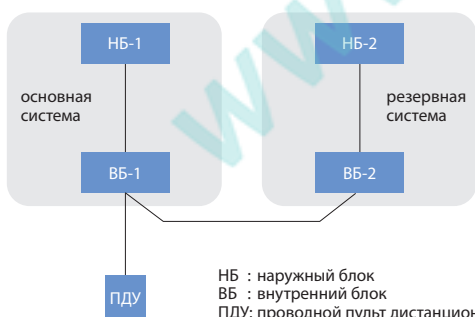 НБ-1
НБ-2
основная
система
резервная
система
ВБ-1
ВБ-2
ПДУ
НБ : наружный блок
ВБ : внутренний блок
ПДУ: проводной пульт